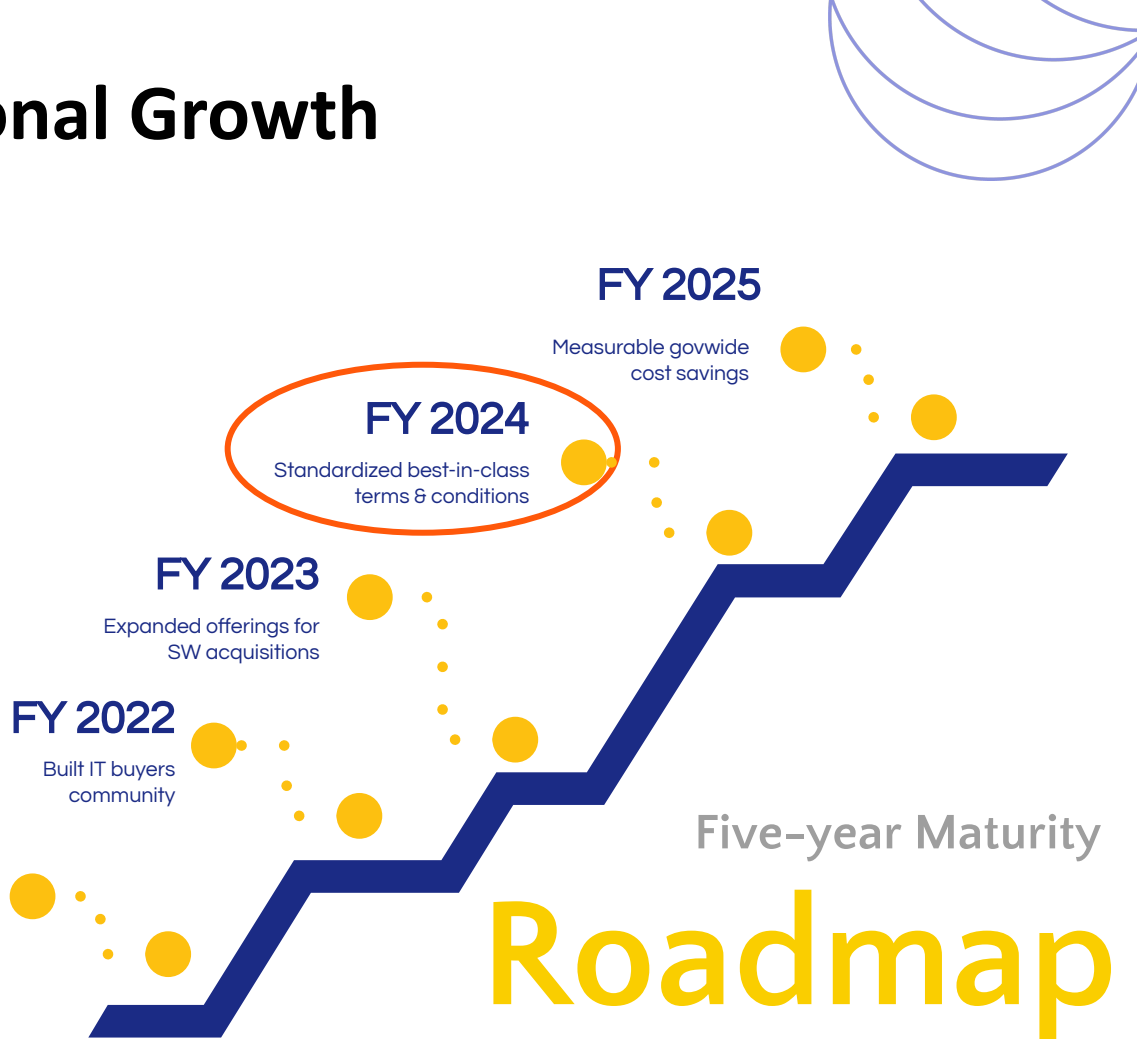 onal Growth
FY 2025
Measurable govwide
cost savings
FY 2024
Standardized best-in-class
terms & conditions
FY 2023
Expanded offerings for
SW acquisitions
FY 2022
Built IT buyers
community
Five-year Maturity
Roadmap